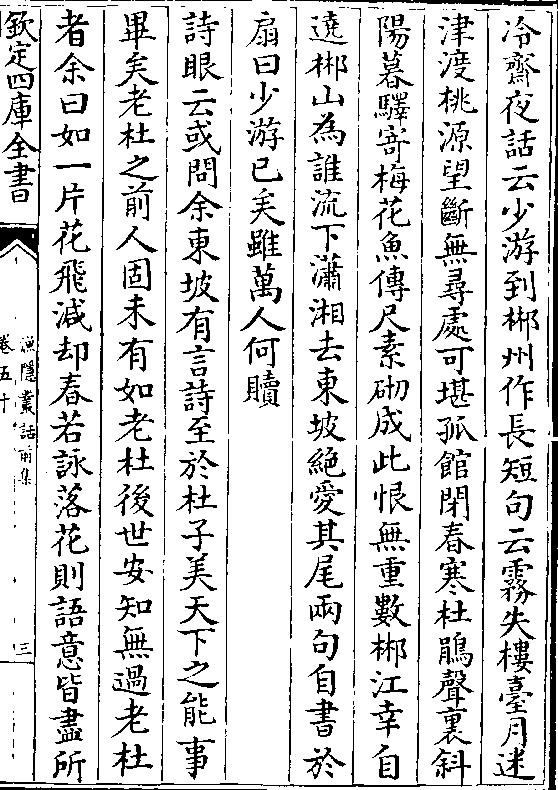 冷齋夜話云少游到郴州作長短句云霧失樓臺月迷
津渡桃源望斷無尋處可堪孤館閉春寒杜鵑聲裏斜
陽暮驛寄梅花魚傳尺素砌成此恨無重數郴江幸自
遶郴山為誰流下瀟湘去東坡絶愛其尾兩句自書於
扇曰少游已矣雖萬人何贖
詩眼云或問余東坡有言詩至於杜子美天下之能事
畢矣老杜之前人固未有如老杜後世安知無過老杜
者余曰如一片花飛減却春若詠落花則語意皆盡所
欽定四庫全書
漁隱叢話前集
卷五十
三